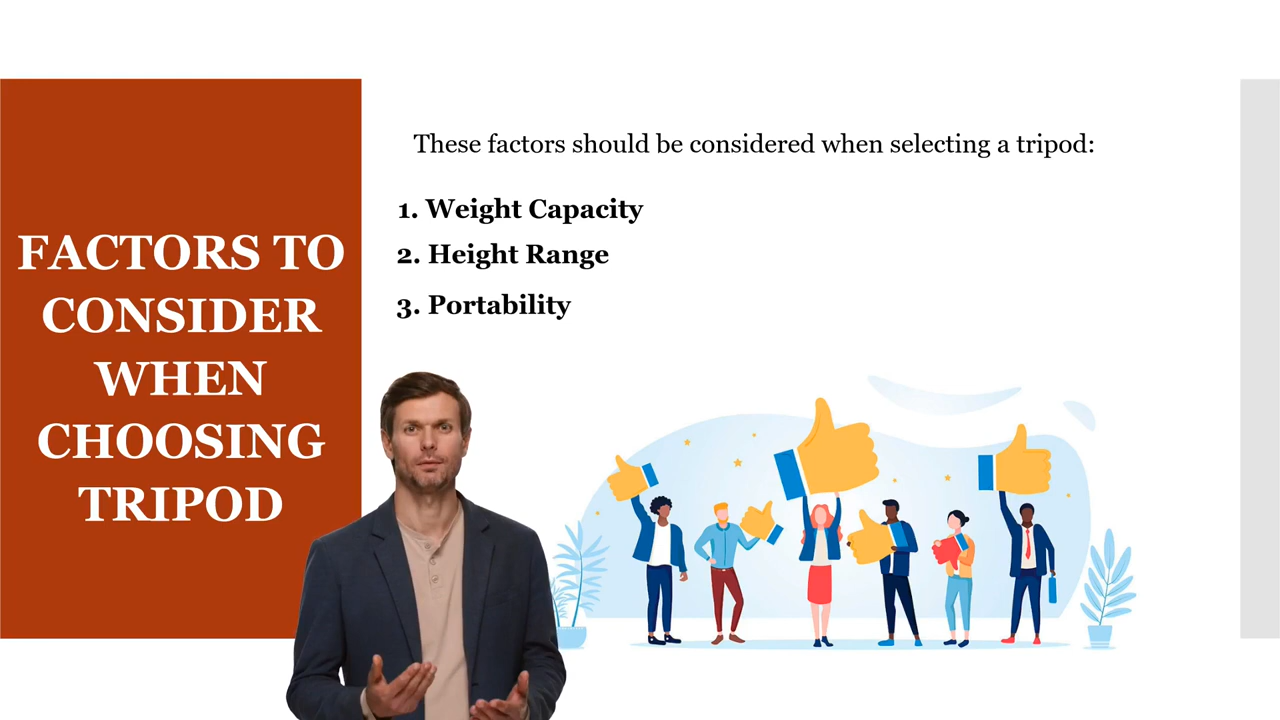 FACTORS TO
CONSIDER
WHEN
CHOOSING
TRIPOD
These factors should be considered when selecting a tripod:
1. Weight Capacity
2. Height Range
3. Portability